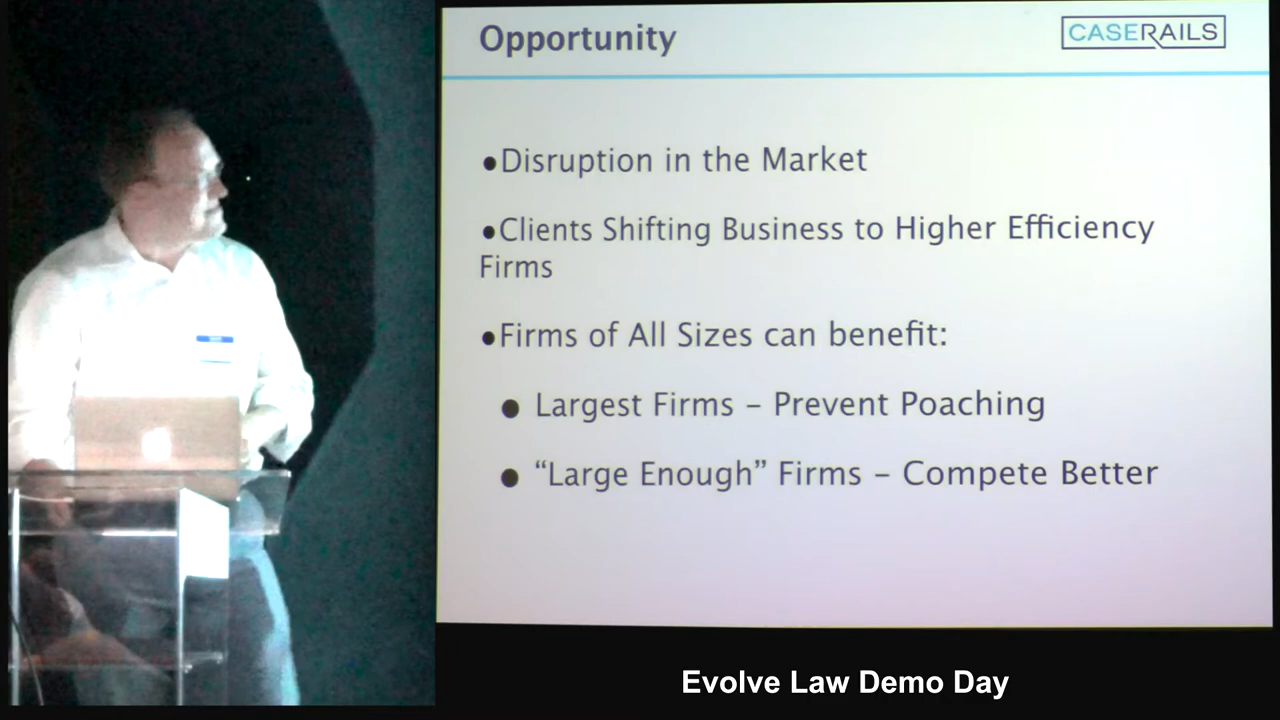 Opportunity
CASERAILS
●Disruption in the Market
●Clients Shifting Business to Higher Efficiency
Firms
●Firms of All Sizes can benefit:
● Largest Firms – Prevent Poaching
● “Large Enough” Firms – Compete Better
Evolve Law Demo Day